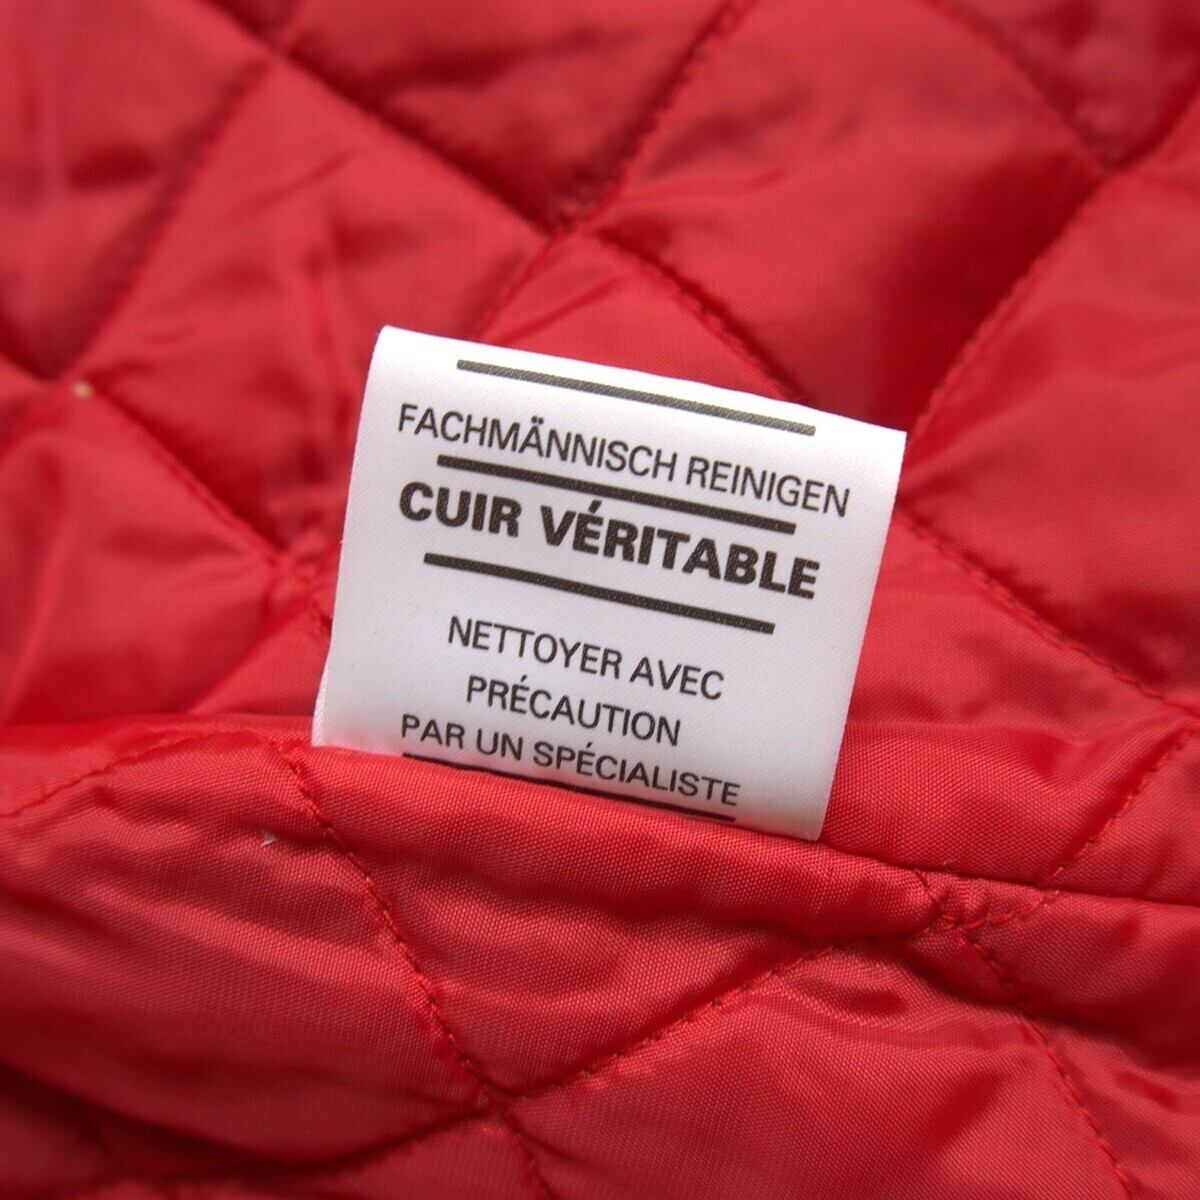 FACHMÄNNISCH REINIGEN
CUIR VÉRITABLE
NETTOYER AVEC
PRÉCAUTION
PAR UN SPÉCIALISTE